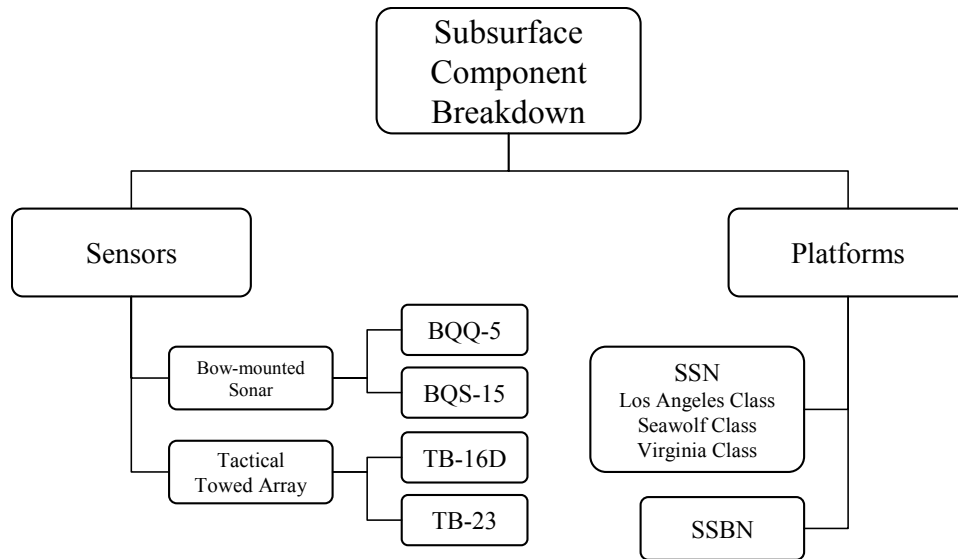 Subsurface
Component
Breakdown
Sensors
Platforms
Bow-mounted
Sonar
BQQ-5
BQS-15
Tactical
Towed Array
TB-16D
TB-23
SSN
Los Angeles Class
Seawolf Class
Virginia Class
SSBN